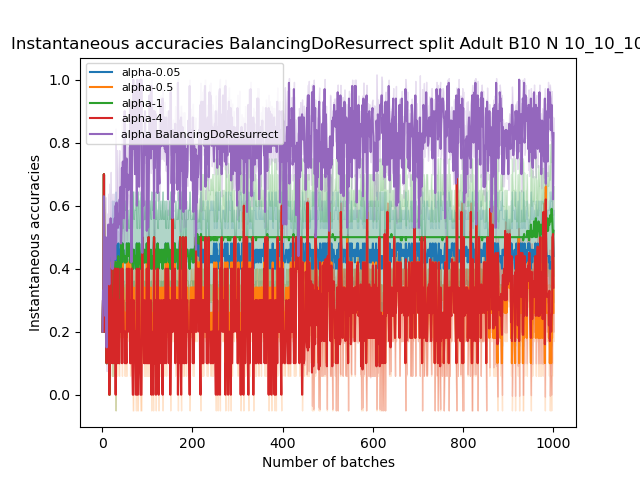 Instantaneous accuracies BalancingDoResurrect split Adult B10 N 10_10_10
alpha-0.05
alpha-0.5
alpha-1
alpha-4
alpha BalancingDoResurrect
1.0
0.8
0.6
0.4
0.2
0.0
Instantaneous accuracies
0
200
400
600
800
1000
Number of batches